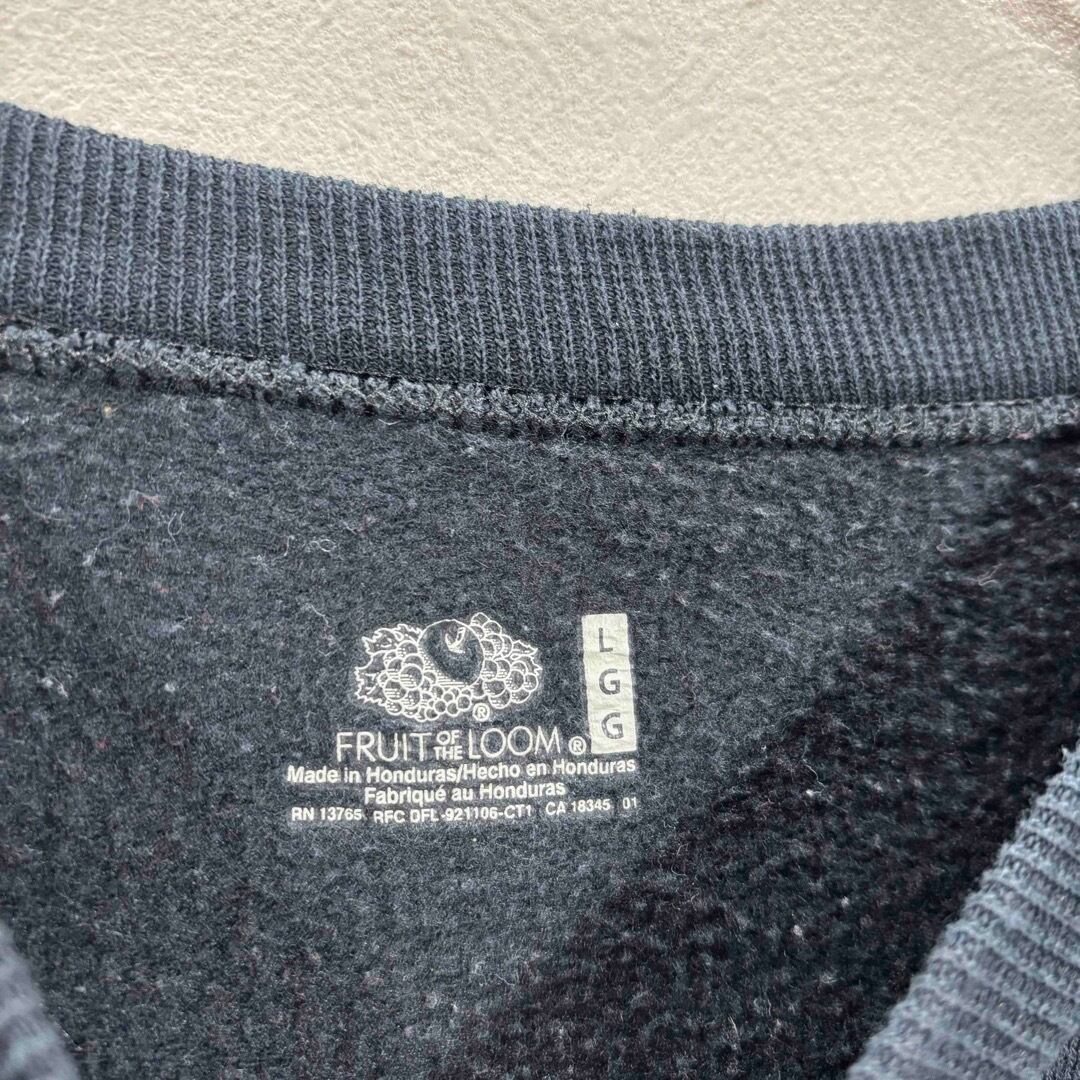 L
G
G
®
FRUIT OF THE LOOM ®
Made in Honduras/Hecho en Honduras
Fabriqué au Honduras
RN 13765 RFC DFL-921106-CT1 CA 18345 01